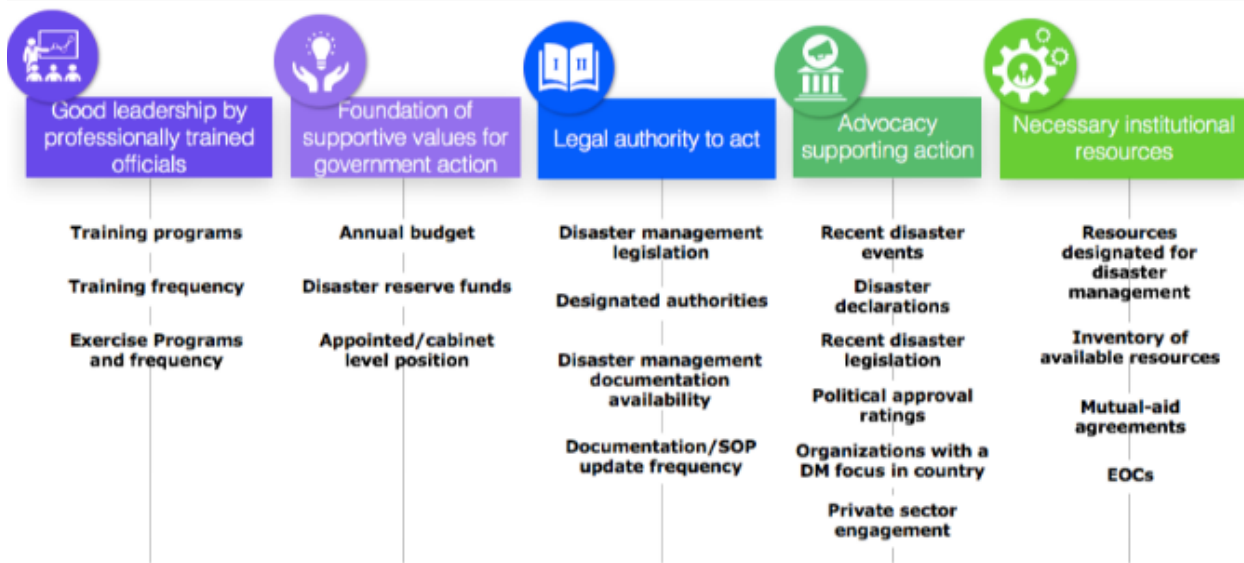 Good leadership by
professionally trained
officials
Training programs
Training frequency
Exercise Programs
and frequency
Foundation of
supportive values for
government action
Annual budget
Disaster reserve funds
Appointed/cabinet
level position
I II
Legal authority to act
Disaster management
legislation
Designated authorities
Disaster management
documentation
availability
Documentation/SOP
update frequency
Advocacy
supporting action
Recent disaster
events
Disaster
declarations
Recent disaster
legislation
Political approval
ratings
Organizations with a
DM focus in country
Private sector
engagement
Necessary institutional
resources
Resources
designated for
disaster
management
Inventory of
available resources
Mutual-aid
agreements
EOCs